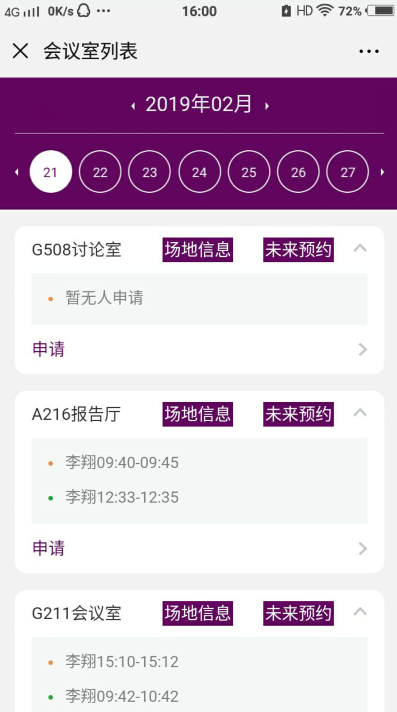 4G 0K/s ••• 16:00 HD 72%
× 会议室列表 •••
2019年02月
21 22 23 24 25 26 27
G508讨论室 场地信息 未来预约
暂无人申请
申请
A216报告厅 场地信息 未来预约
李翔09:40-09:45
李翔12:33-12:35
申请
G211会议室 场地信息 未来预约
李翔15:10-15:12
李翔09:42-10:42